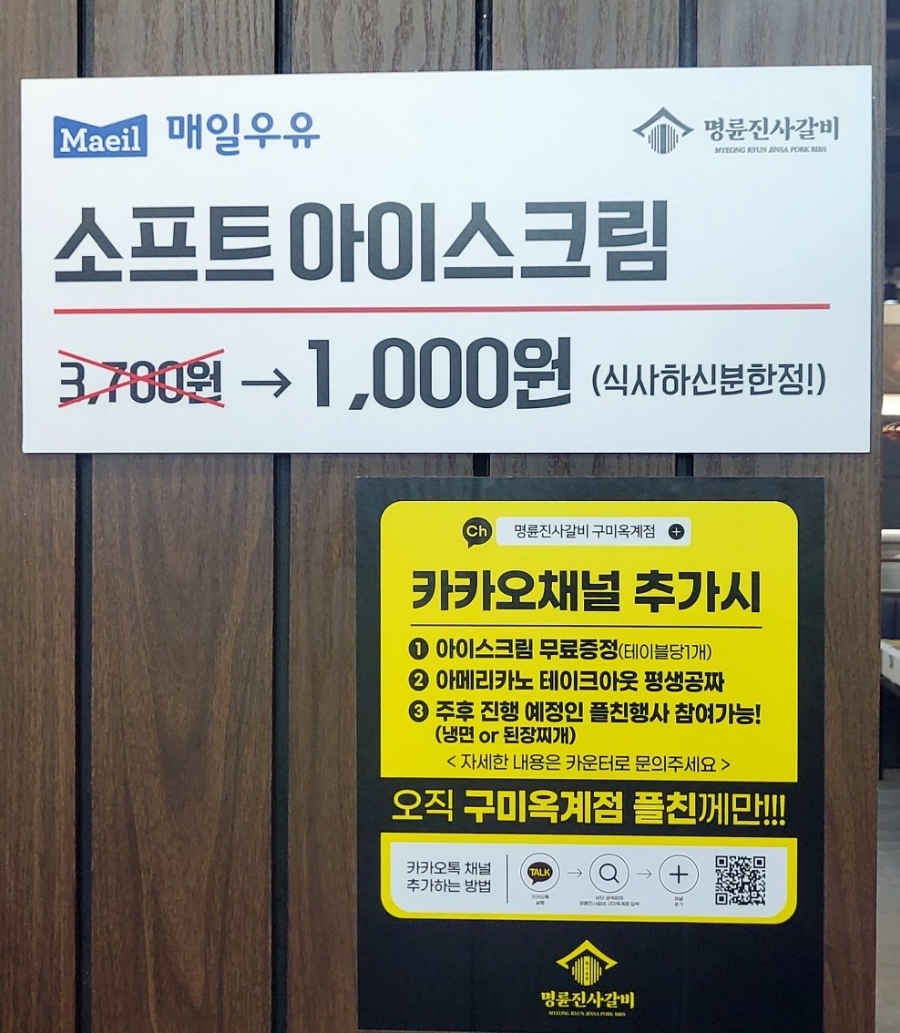 Maeil 매일우유
명륜진사갈비
MYEONG RYUN JINSA PORK RIBS
소프트 아이스크림
3,700원 → 1,000원 (식사하신분한정!)
Ch 명륜진사갈비 구미옥계점 +
카카오채널 추가시
1 아이스크림 무료증정(테이블당1개)
2 아메리카노 테이크아웃 평생공짜
3 주후 진행 예정인 플친행사 참여가능!
(냉면 or 된장찌개)
< 자세한 내용은 카운터로 문의주세요 >
오직 구미옥계점 플친께만!!!
카카오톡 채널
추가하는 방법
TALK → →
명륜진사갈비
MYEONG RYUN JINSA PORK RIBS